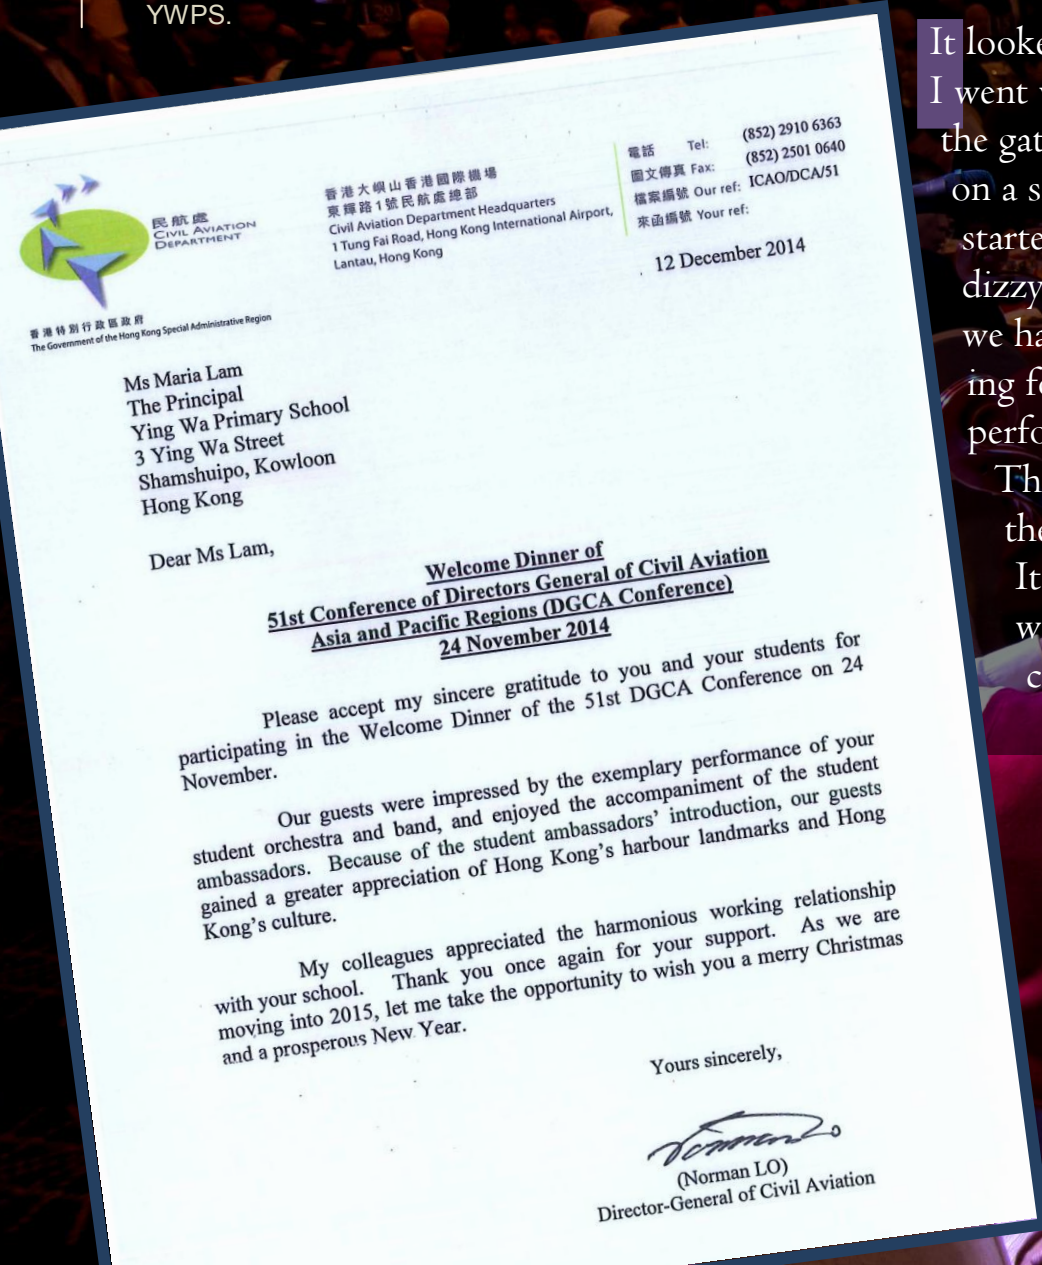 YWPS.
民航處
CIVIL AVIATION
DEPARTMENT
香港特別行政區政府
The Government of the Hong Kong Special Administrative Region
香港大嶼山香港國際機場
東輝路1號民航處總部
Civil Aviation Department Headquarters
1 Tung Fai Road, Hong Kong International Airport,
Lantau, Hong Kong
電話 Tel: (852) 2910 6363
圖文傳真 Fax: (852) 2501 0640
檔案編號 Our ref: ICAO/DCA/51
來函編號 Your ref:
12 December 2014
Ms Maria Lam
The Principal
Ying Wa Primary School
3 Ying Wa Street
Shamshuipo, Kowloon
Hong Kong
Dear Ms Lam,
Welcome Dinner of
51st Conference of Directors General of Civil Aviation
Asia and Pacific Regions (DGCA Conference)
24 November 2014
Please accept my sincere gratitude to you and your students for
participating in the Welcome Dinner of the 51st DGCA Conference on 24
November.
Our guests were impressed by the exemplary performance of your
student orchestra and band, and enjoyed the accompaniment of the student
ambassadors. Because of the student ambassadors' introduction, our guests
gained a greater appreciation of Hong Kong's harbour landmarks and Hong
Kong's culture.
My colleagues appreciated the harmonious working relationship
with your school. Thank you once again for your support. As we are
moving into 2015, let me take the opportunity to wish you a merry Christmas
and a prosperous New Year.
Yours sincerely,
(Norman LO)
Director-General of Civil Aviation
It looke
I went
the gat
on a s
starte
dizzy
we ha
ing f
perfo
Th
the
It
w
c